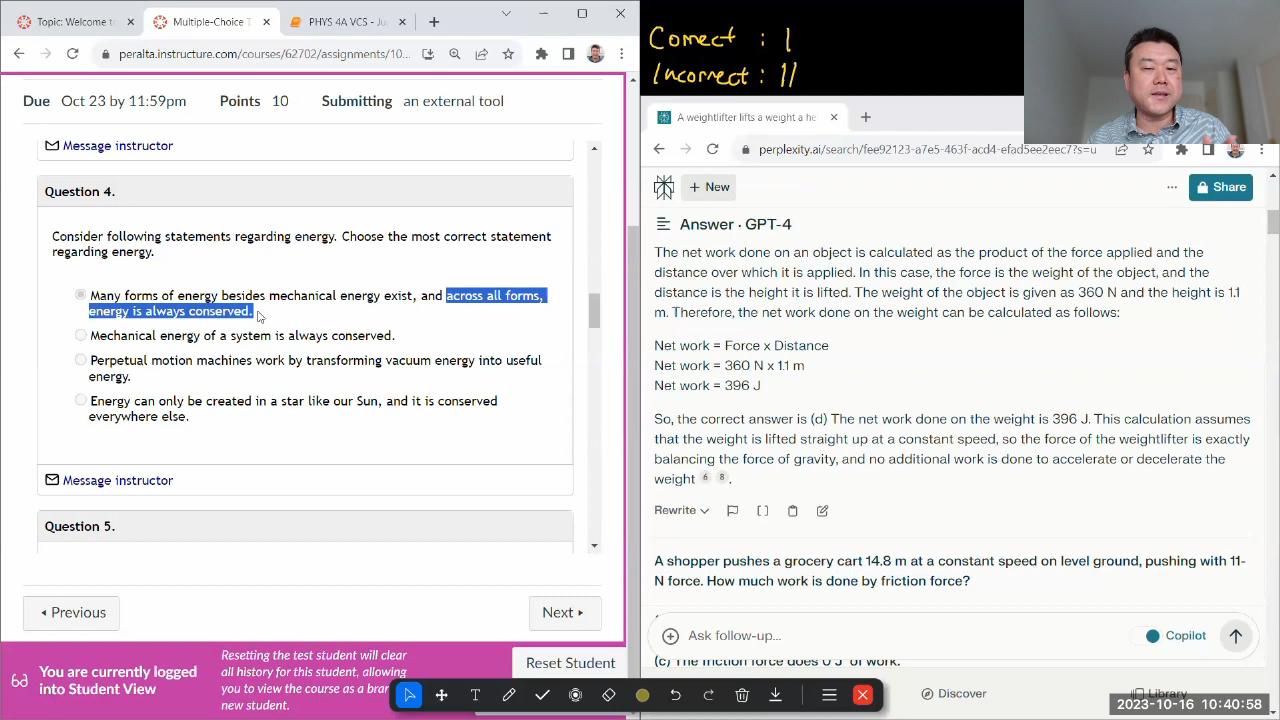 Topic: Welcome to
Multiple-Choice T
PHYS 4A VCS - Ju
peralta.instructure.com/courses/62702/assignments/10...
Due Oct 23 by 11:59pm Points 10 Submitting an external tool
Message instructor
Question 4.
Consider following statements regarding energy. Choose the most correct statement
regarding energy.
Many forms of energy besides mechanical energy exist, and across all forms,
energy is always conserved.
Mechanical energy of a system is always conserved.
Perpetual motion machines work by transforming vacuum energy into useful
energy.
Energy can only be created in a star like our Sun, and it is conserved
everywhere else.
Message instructor
Question 5.
Previous
Next
You are currently logged
into Student View
Resetting the test student will clear
all history for this student, allowing
you to view the course as a bra
new student.
Reset Student
Correct : |
Incorrect : ||
A weightlifter lifts a weight a he
perplexity.ai/search/fee92123-a7e5-463f-acd4-efad5ee2eec7?s=u
+ New
Share
Answer · GPT-4
The net work done on an object is calculated as the product of the force applied and the
distance over which it is applied. In this case, the force is the weight of the object, and the
distance is the height it is lifted. The weight of the object is given as 360 N and the height is 1.1
m. Therefore, the net work done on the weight can be calculated as follows:
Net work = Force x Distance
Net work = 360 N x 1.1 m
Net work = 396 J
So, the correct answer is (d) The net work done on the weight is 396 J. This calculation assumes
that the weight is lifted straight up at a constant speed, so the force of the weightlifter is exactly
balancing the force of gravity, and no additional work is done to accelerate or decelerate the
weight 6 8 .
Rewrite
A shopper pushes a grocery cart 14.8 m at a constant speed on level ground, pushing with 11-
N force. How much work is done by friction force?
Ask follow-up...
Copilot
(c) The friction force does 0 J of work.
Discover
Library
2023-10-16 10:40:58